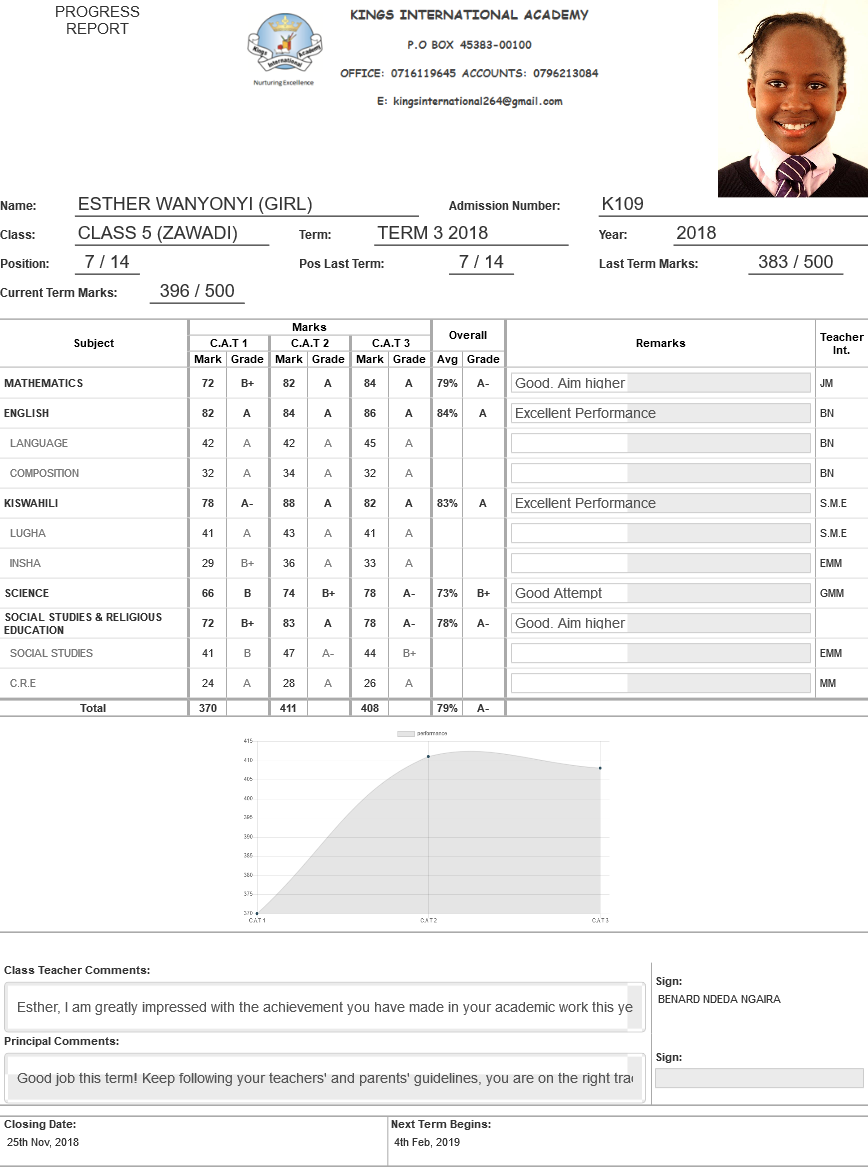 PROGRESS
REPORT
KINGS INTERNATIONAL ACADEMY
P.O BOX 45383-00100
OFFICE: 0716119645 ACCOUNTS: 0796213084
E: kingsinternational264@gmail.com
Kings Academy
International
Nurturing Excellence
Name: ESTHER WANYONYI (GIRL) Admission Number: K109
Class: CLASS 5 (ZAWADI) Term: TERM 3 2018 Year: 2018
Position: 7 / 14 Pos Last Term: 7 / 14 Last Term Marks: 383 / 500
Current Term Marks: 396 / 500
Subject Marks Overall Remarks Teacher Int.
C.A.T 1 C.A.T 2 C.A.T 3
Mark Grade Mark Grade Mark Grade Avg Grade
MATHEMATICS 72 B+ 82 A 84 A 79% A- Good. Aim higher JM
ENGLISH 82 A 84 A 86 A 84% A Excellent Performance BN
LANGUAGE 42 A 42 A 45 A BN
COMPOSITION 32 A 34 A 32 A BN
KISWAHILI 78 A- 88 A 82 A 83% A Excellent Performance S.M.E
LUGHA 41 A 43 A 41 A S.M.E
INSHA 29 B+ 36 A 33 A EMM
SCIENCE 66 B 74 B+ 78 A- 73% B+ Good Attempt GMM
SOCIAL STUDIES & RELIGIOUS
EDUCATION 72 B+ 83 A 78 A- 78% A- Good. Aim higher
SOCIAL STUDIES 41 B 47 A- 44 B+ EMM
C.R.E 24 A 28 A 26 A MM
Total 370 411 408 79% A-
performance
415
410
405
400
395
390
385
380
375
370
CAT1 CAT2 CAT3
Class Teacher Comments:
Esther, I am greatly impressed with the achievement you have made in your academic work this ye
Sign:
BENARD NDEDA NGAIRA
Principal Comments:
Good job this term! Keep following your teachers' and parents' guidelines, you are on the right tra
Sign:
Closing Date:
25th Nov, 2018
Next Term Begins:
4th Feb, 2019